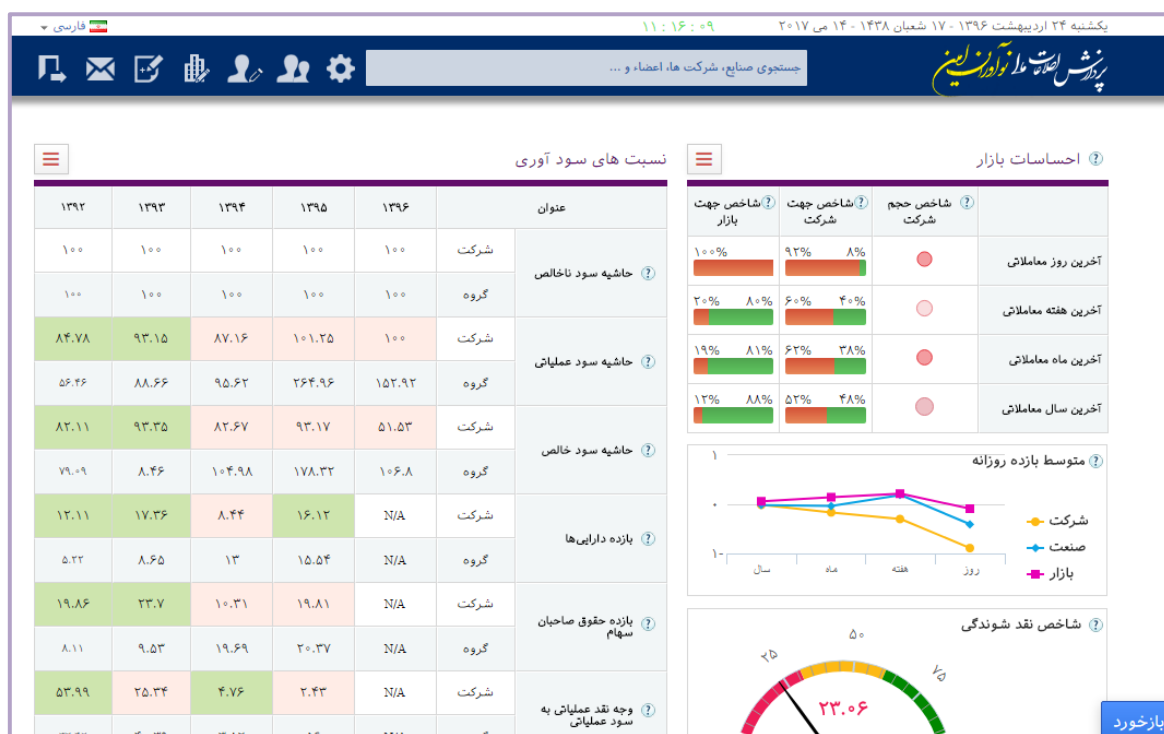 یکشنبه ۲۴ اردیبهشت ۱۳۹۶ - ۱۷ شعبان ۱۴۳۸ - ۱۴ می ۲۰۱۷
۱۱ : ۱۶ : ۰۹
فارسی
پردازش اطلاعات مالی نوآوران امین
جستجوی صنایع، شرکت ها، اعضاء و ...
احساسات بازار
شاخص حجم شرکت
شاخص جهت شرکت
شاخص جهت بازار
آخرین روز معاملاتی
۸% ۹۲% ۱۰۰%
آخرین هفته معاملاتی
۴۰% ۶۰% ۸۰% ۲۰%
آخرین ماه معاملاتی
۳۸% ۶۲% ۸۱% ۱۹%
آخرین سال معاملاتی
۴۸% ۵۲% ۸۸% ۱۲%
متوسط بازده روزانه
۱
۰
-۱
شرکت
صنعت
بازار
روز هفته ماه سال
شاخص نقد شوندگی
۲۵ ۵۰ ۷۵
۲۳.۰۶
نسبت های سود آوری
عنوان ۱۳۹۶ ۱۳۹۵ ۱۳۹۴ ۱۳۹۳ ۱۳۹۲
حاشیه سود ناخالص
شرکت ۱۰۰ ۱۰۰ ۱۰۰ ۱۰۰ ۱۰۰
گروه ۱۰۰ ۱۰۰ ۱۰۰ ۱۰۰ ۱۰۰
حاشیه سود عملیاتی
شرکت ۱۰۰ ۱۰۱.۲۵ ۸۷.۱۶ ۹۳.۱۵ ۸۴.۷۸
گروه ۱۵۲.۹۲ ۲۶۴.۹۶ ۹۵.۶۲ ۸۸.۶۶ ۵۶.۴۶
حاشیه سود خالص
شرکت ۵۱.۵۳ ۹۳.۱۷ ۸۲.۶۷ ۹۳.۳۵ ۸۲.۱۱
گروه ۱۰۶.۸ ۱۷۸.۳۲ ۱۰۴.۹۸ ۸.۴۶ ۷۹.۰۹
بازده دارایی‌ها
شرکت N/A ۱۶.۱۲ ۸.۴۴ ۱۷.۳۶ ۱۲.۱۱
گروه N/A ۱۵.۵۴ ۱۳ ۸.۶۵ ۵.۲۲
بازده حقوق صاحبان سهام
شرکت N/A ۱۹.۸۱ ۱۰.۳۱ ۲۳.۷ ۱۹.۸۶
گروه N/A ۲۰.۳۷ ۱۹.۶۹ ۹.۵۳ ۸.۱۱
وجه نقد عملیاتی به سود عملیاتی
شرکت N/A ۲.۴۳ ۴.۷۶ ۲۵.۳۴ ۵۳.۹۹
بازخورد